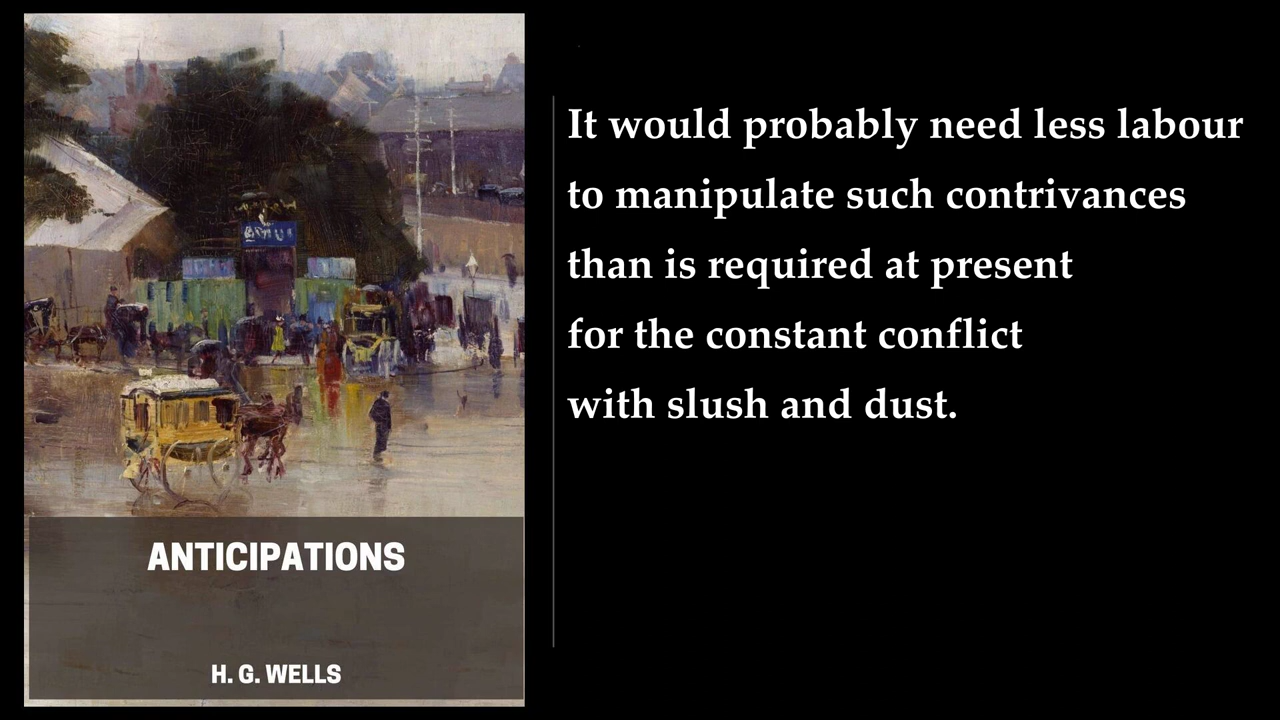 ANTICIPATIONS
H. G. WELLS
It would probably need less labour
to manipulate such contrivances
than is required at present
for the constant conflict
with slush and dust.